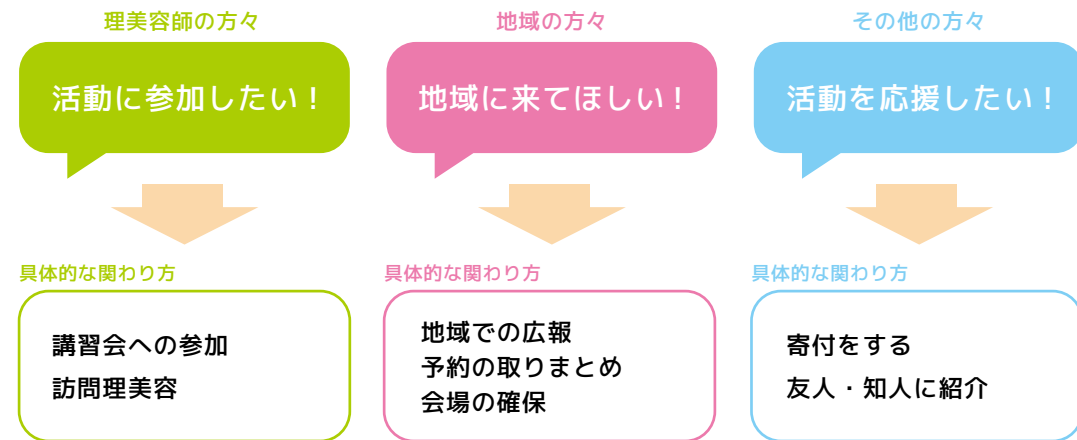 理美容師の方々
活動に参加したい！
具体的な関わり方
講習会への参加
訪問理美容
地域の方々
地域に来てほしい！
具体的な関わり方
地域での広報
予約の取りまとめ
会場の確保
その他の方々
活動を応援したい！
具体的な関わり方
寄付をする
友人・知人に紹介